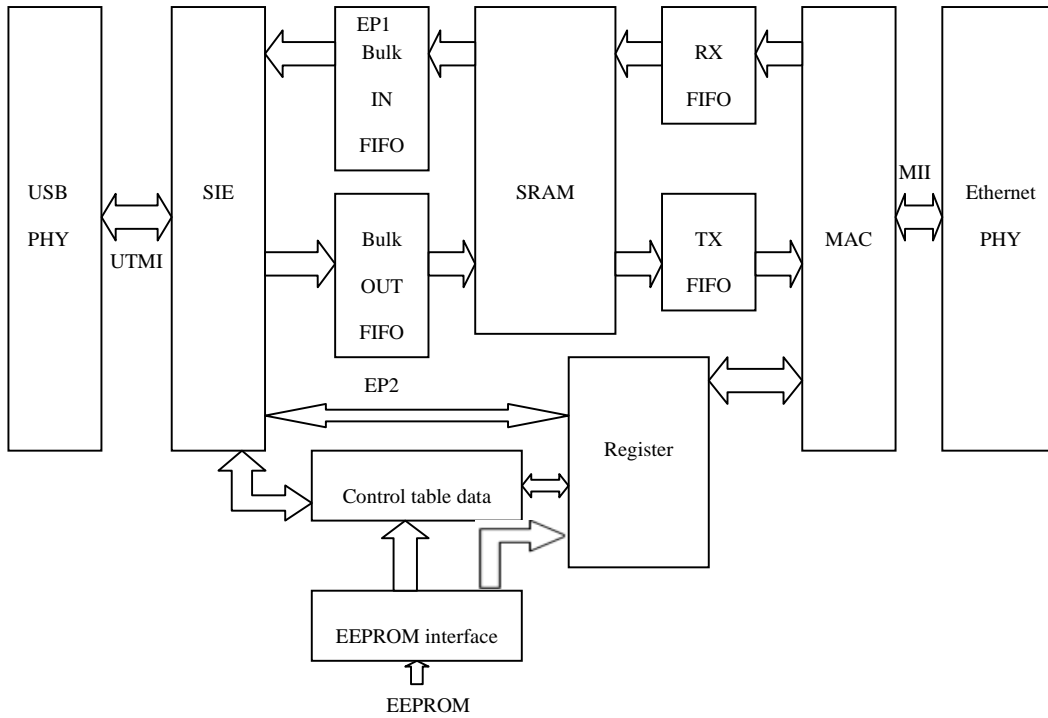 USB
PHY
UTMI
SIE
EP1
Bulk
IN
FIFO
Bulk
OUT
FIFO
EP2
SRAM
RX
FIFO
TX
FIFO
MAC
MII
Ethernet
PHY
Register
Control table data
EEPROM interface
EEPROM